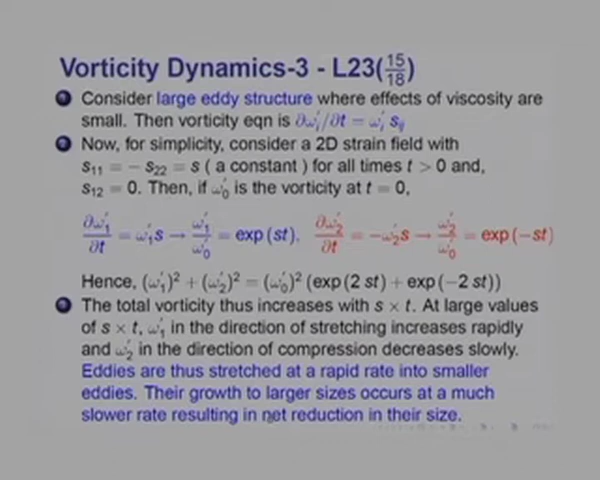 Vorticity Dynamics-3 - L23(15/18)
1 Consider large eddy structure where effects of viscosity are
small. Then vorticity eqn is ∂ω′ᵢ/∂t = ω′ⱼ sᵢⱼ
2 Now, for simplicity, consider a 2D strain field with
s₁₁ = − s₂₂ = s ( a constant ) for all times t > 0 and,
s₁₂ = 0. Then, if ω′₀ is the vorticity at t = 0,
∂ω′₁/∂t = ω′₁s → ω′₁/ω′₀ = exp (st), ∂ω′₂/∂t = −ω′₂s → ω′₂/ω′₀ = exp (−st)
Hence, (ω′₁)² + (ω′₂)² = (ω′₀)² (exp (2 st) + exp (−2 st))
3 The total vorticity thus increases with s × t. At large values
of s × t, ω′₁ in the direction of stretching increases rapidly
and ω′₂ in the direction of compression decreases slowly.
Eddies are thus stretched at a rapid rate into smaller
eddies. Their growth to larger sizes occurs at a much
slower rate resulting in net reduction in their size.